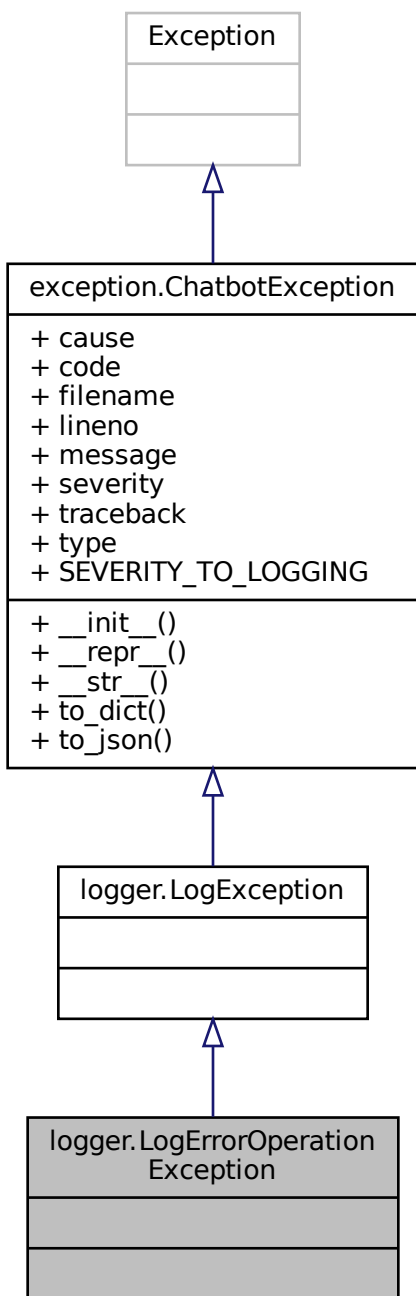 Exception
exception.ChatbotException
+ cause
+ code
+ filename
+ lineno
+ message
+ severity
+ traceback
+ type
+ SEVERITY_TO_LOGGING
+ __init__()
+ __repr__()
+ __str__()
+ to_dict()
+ to_json()
logger.LogException
logger.LogErrorOperation
Exception